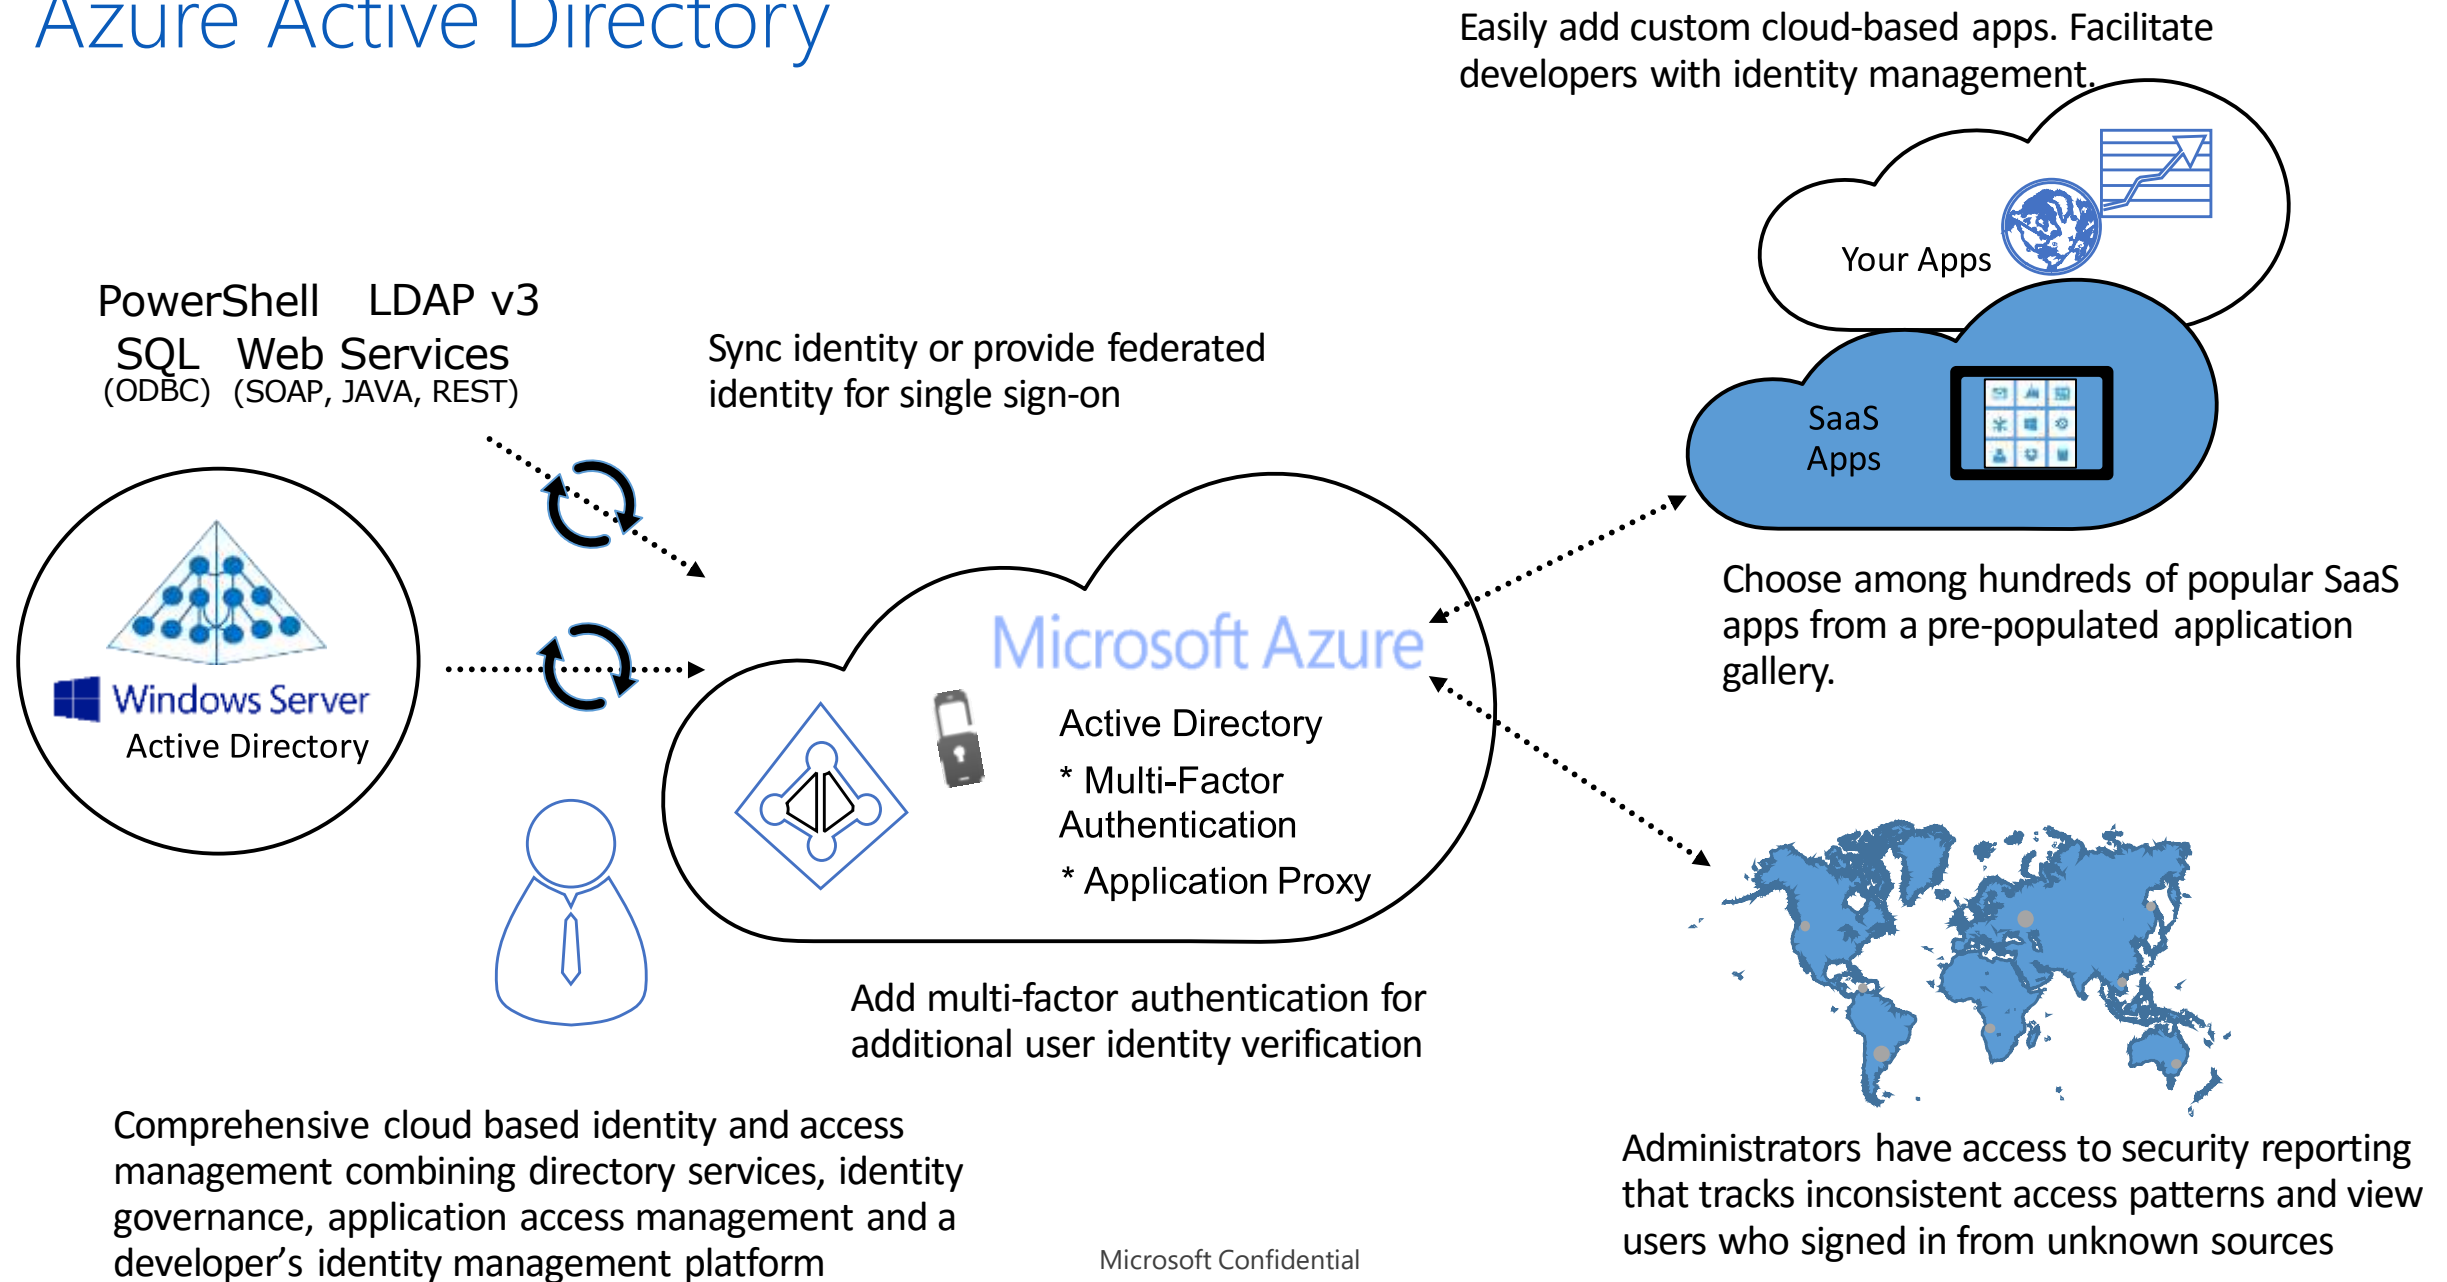 Azure Active Directory
Easily add custom cloud-based apps. Facilitate
developers with identity management.
Your Apps
PowerShell LDAP v3
SQL Web Services
(ODBC) (SOAP, JAVA, REST)
Sync identity or provide federated
identity for single sign-on
SaaS
Apps
Choose among hundreds of popular SaaS
apps from a pre-populated application
gallery.
Windows Server
Active Directory
Microsoft Azure
Active Directory
* Multi-Factor
Authentication
* Application Proxy
Add multi-factor authentication for
additional user identity verification
Comprehensive cloud based identity and access
management combining directory services, identity
governance, application access management and a
developer’s identity management platform
Administrators have access to security reporting
that tracks inconsistent access patterns and view
users who signed in from unknown sources
Microsoft Confidential